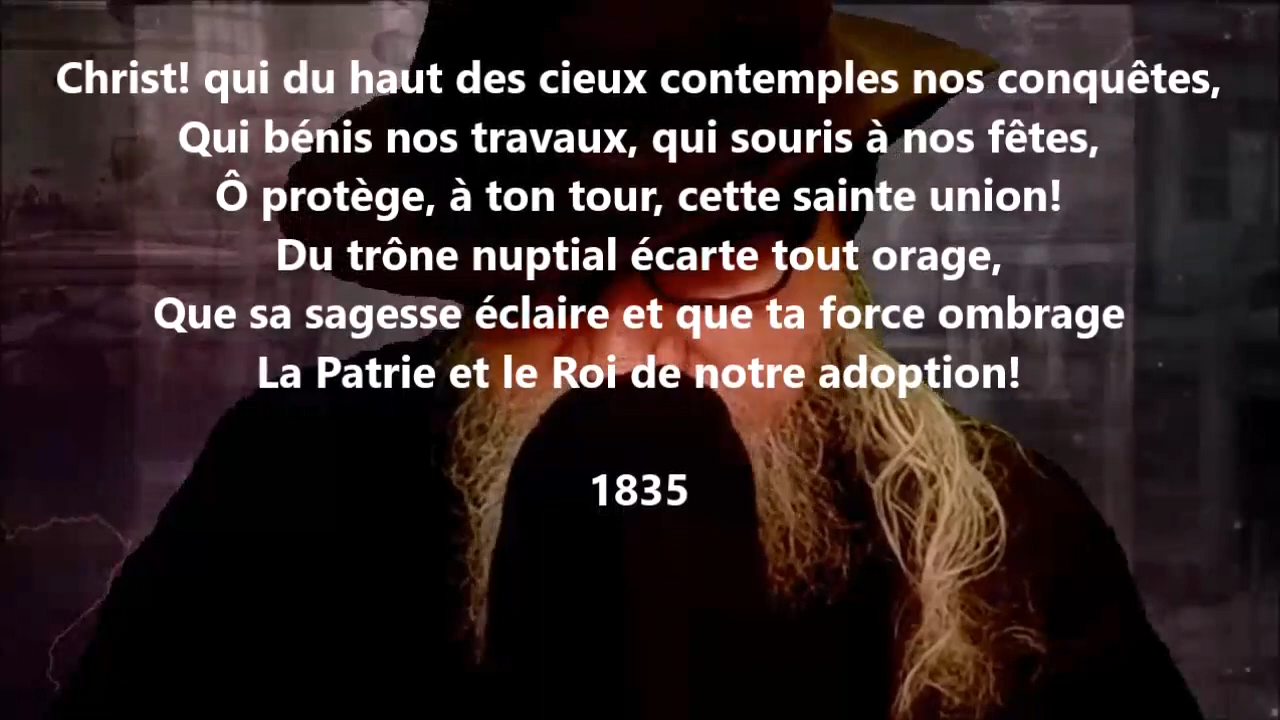 Christ! qui du haut des cieux contemples nos conquêtes,
Qui bénis nos travaux, qui souris à nos fêtes,
Ô protège, à ton tour, cette sainte union!
Du trône nuptial écarte tout orage,
Que sa sagesse éclaire et que ta force ombrage
La Patrie et le Roi de notre adoption!
1835